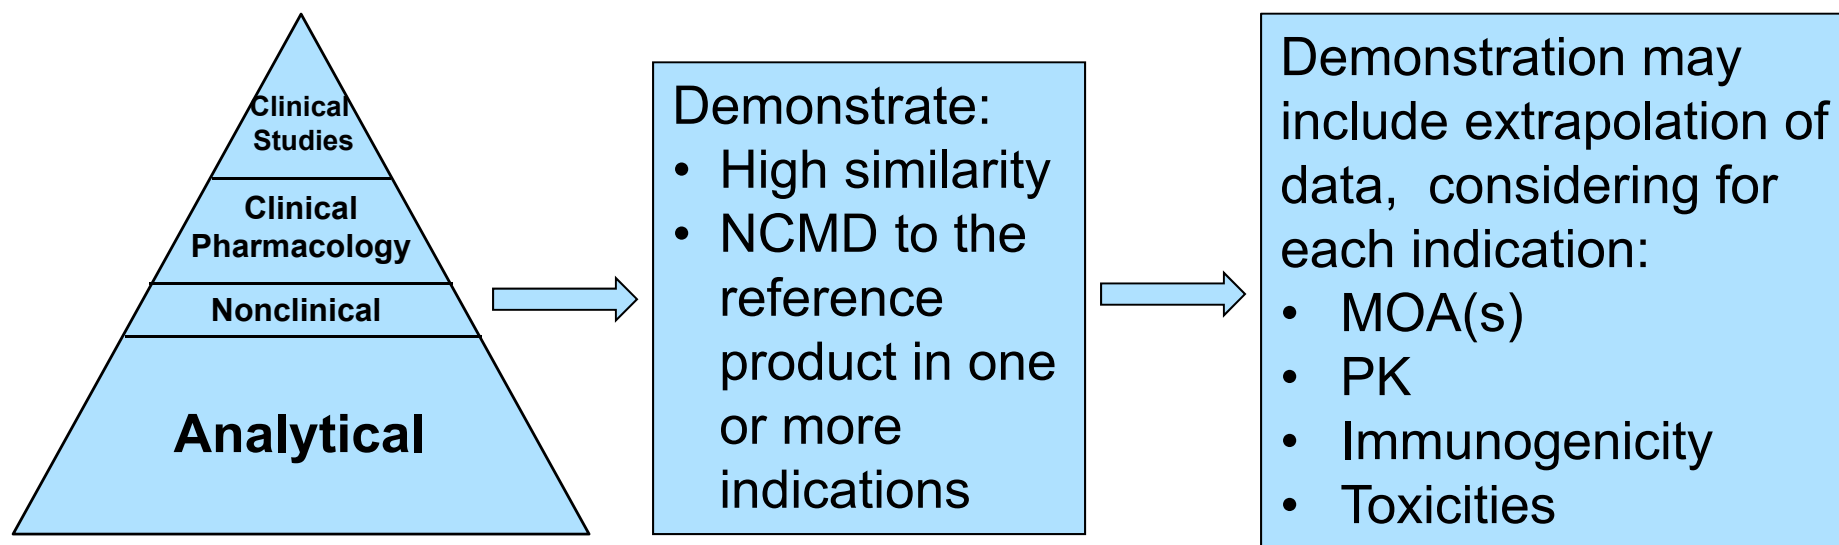 Clinical
Studies
Clinical
Pharmacology
Nonclinical
Analytical
Demonstrate:
• High similarity
• NCMD to the
reference
product in one
or more
indications
Demonstration may
include extrapolation of
data, considering for
each indication:
• MOA(s)
• PK
• Immunogenicity
• Toxicities